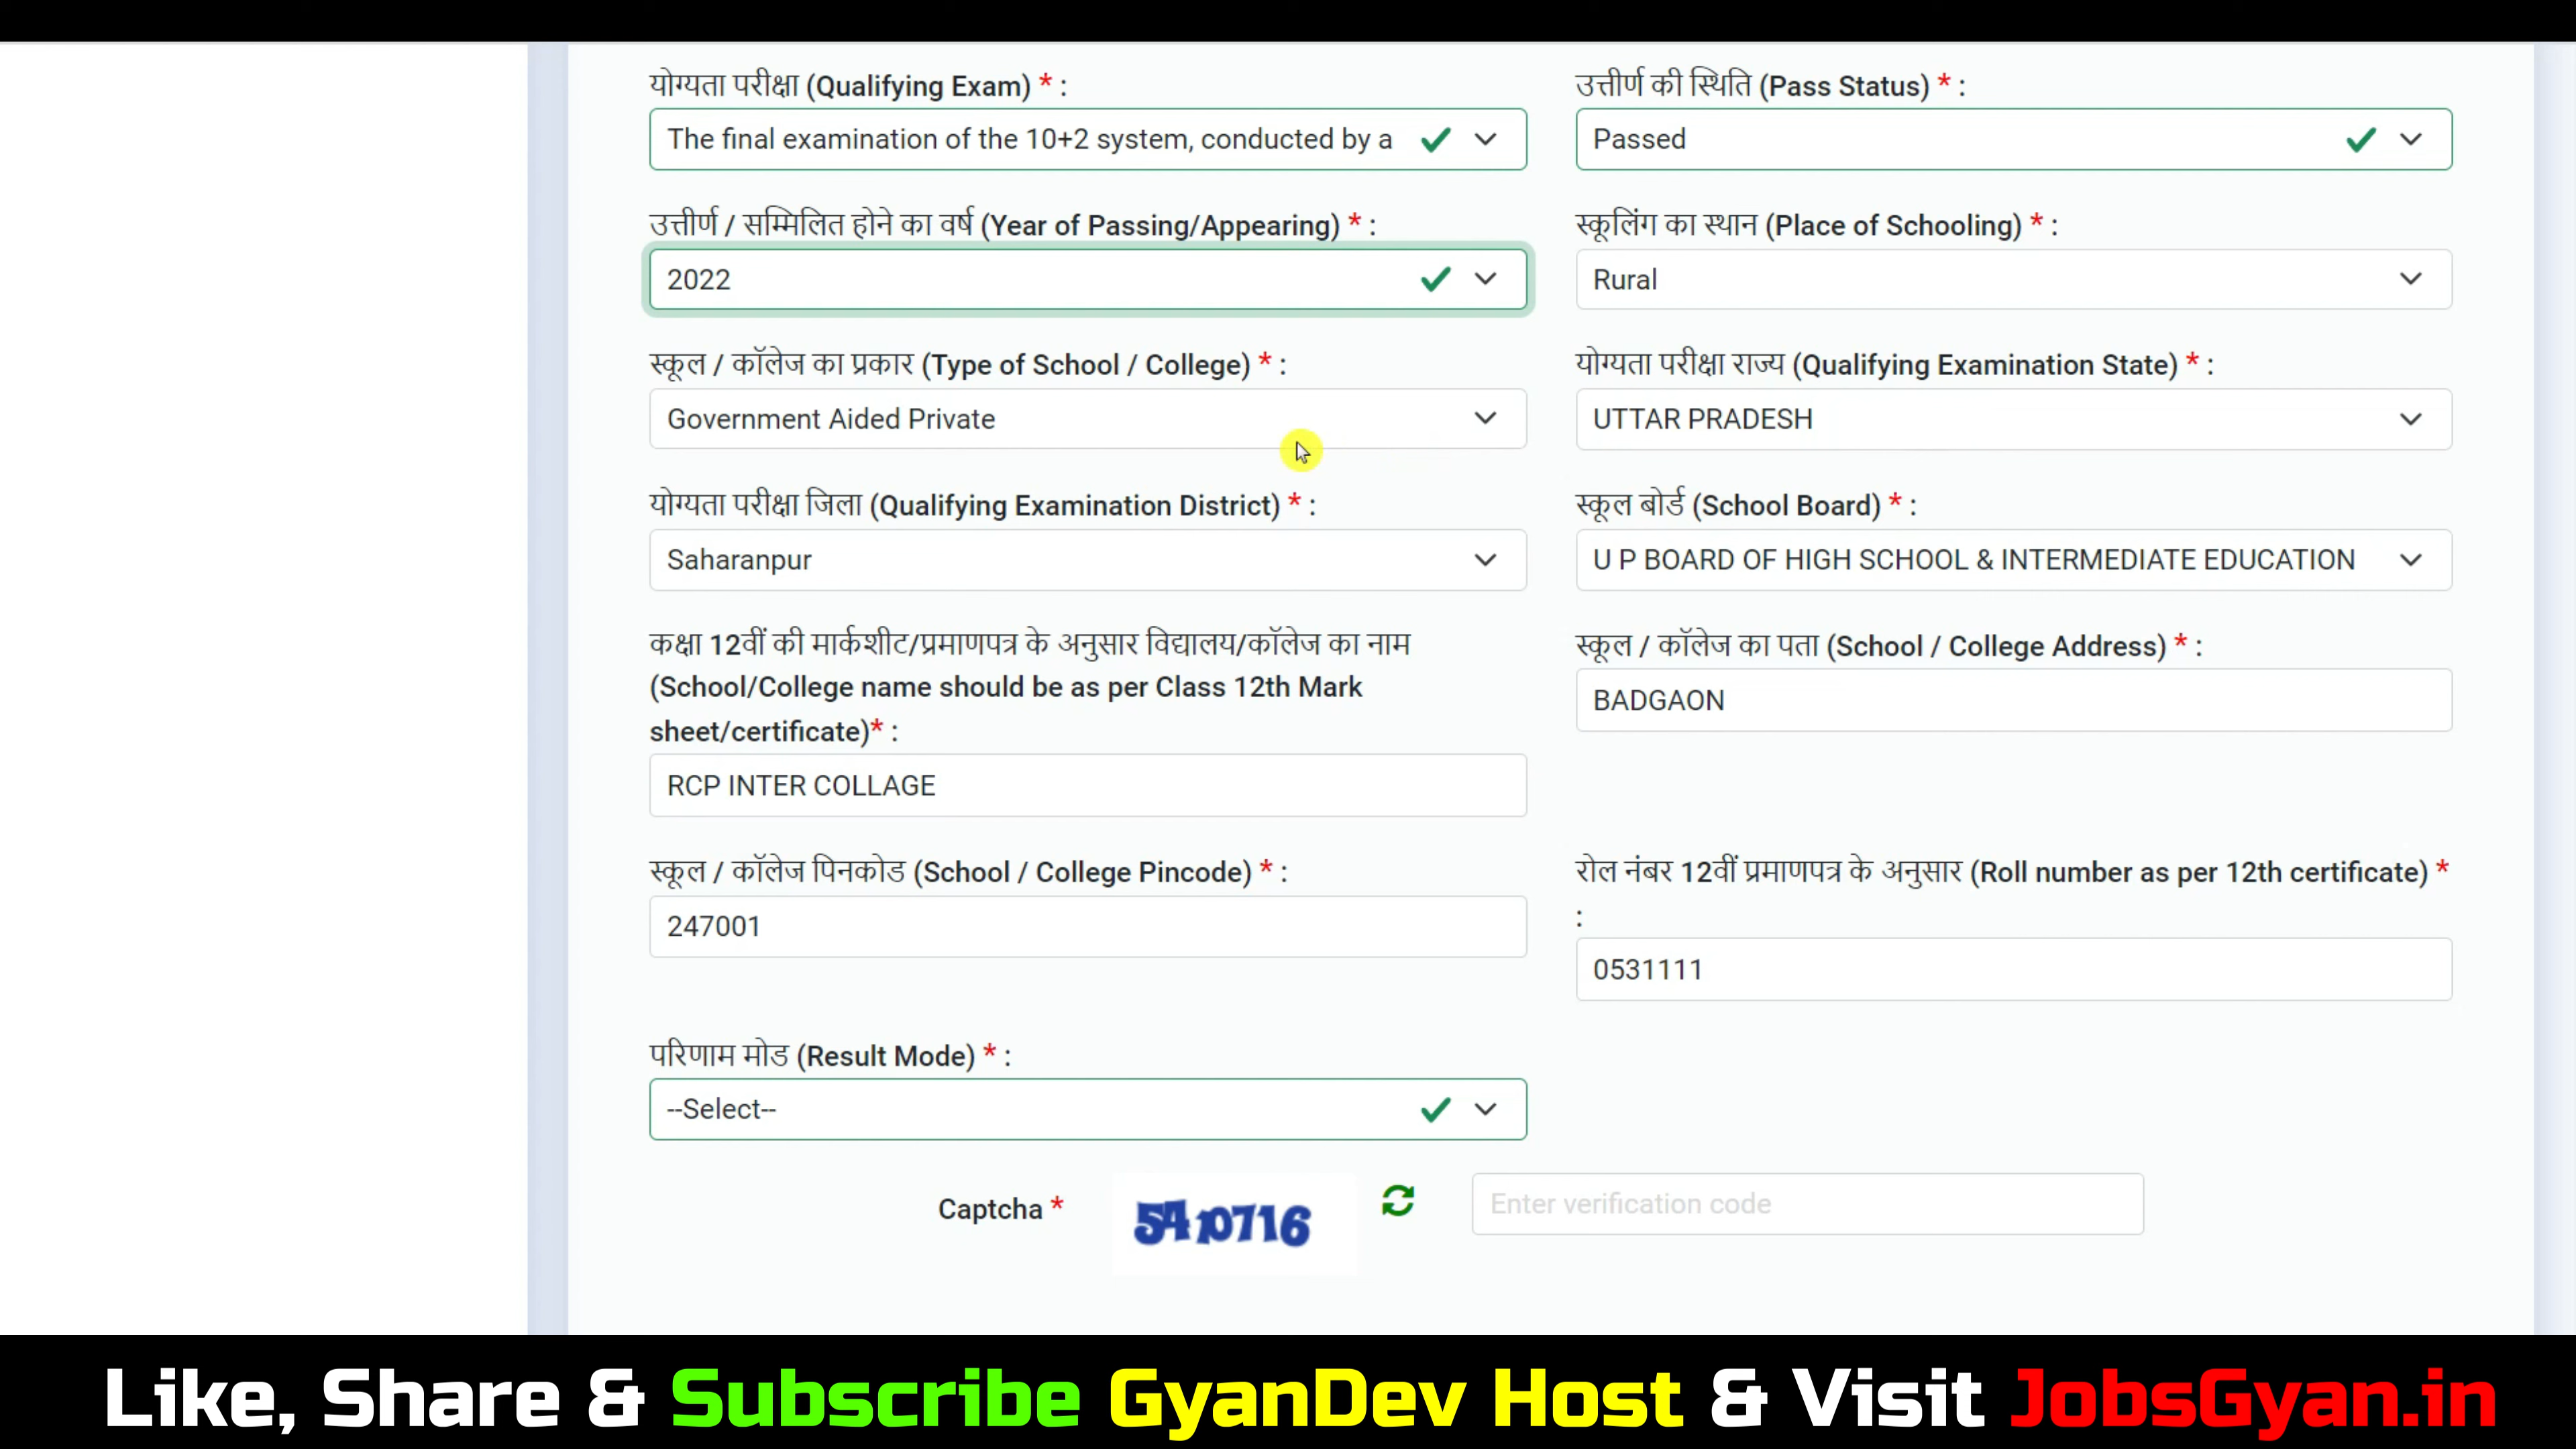 योग्यता परीक्षा (Qualifying Exam) * :
The final examination of the 10+2 system, conducted by a
उत्तीर्ण की स्थिति (Pass Status) * :
Passed
उत्तीर्ण / सम्मिलित होने का वर्ष (Year of Passing/Appearing) * :
2022
स्कूलिंग का स्थान (Place of Schooling) * :
Rural
स्कूल / कॉलेज का प्रकार (Type of School / College) * :
Government Aided Private
योग्यता परीक्षा राज्य (Qualifying Examination State) * :
UTTAR PRADESH
योग्यता परीक्षा जिला (Qualifying Examination District) * :
Saharanpur
स्कूल बोर्ड (School Board) * :
U P BOARD OF HIGH SCHOOL & INTERMEDIATE EDUCATION
कक्षा 12वीं की मार्कशीट/प्रमाणपत्र के अनुसार विद्यालय/कॉलेज का नाम
(School/College name should be as per Class 12th Mark
sheet/certificate)* :
RCP INTER COLLAGE
स्कूल / कॉलेज का पता (School / College Address) * :
BADGAON
स्कूल / कॉलेज पिनकोड (School / College Pincode) * :
247001
रोल नंबर 12वीं प्रमाणपत्र के अनुसार (Roll number as per 12th certificate) *
:
0531111
परिणाम मोड (Result Mode) * :
--Select--
Captcha *
5410716
Enter verification code
Like, Share & Subscribe GyanDev Host & Visit JobsGyan.in